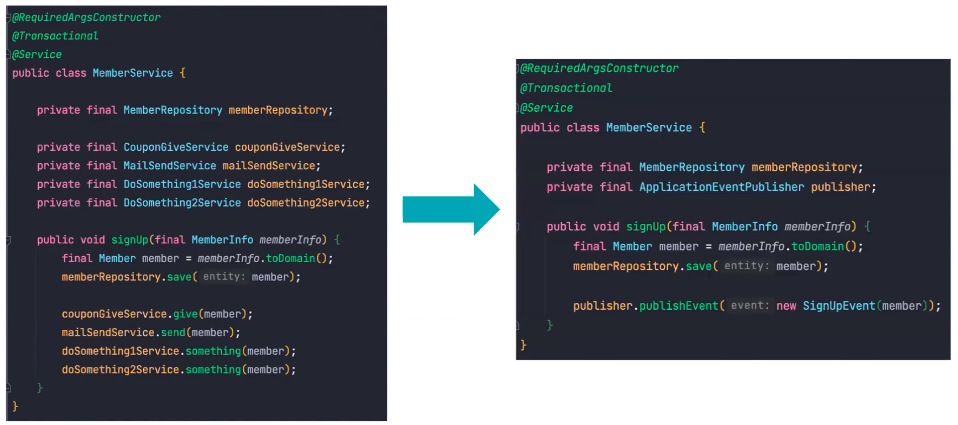 @RequiredArgsConstructor
@Transactional
@Service
public class MemberService {
private final MemberRepository memberRepository;
private final CouponGiveService couponGiveService;
private final MailSendService mailSendService;
private final DoSomething1Service doSomething1Service;
private final DoSomething2Service doSomething2Service;
public void signUp(final MemberInfo memberInfo) {
final Member member = memberInfo.toDomain();
memberRepository.save( entity: member);
couponGiveService.give(member);
mailSendService.send(member);
doSomething1Service.something(member);
doSomething2Service.something(member);
}
}
@RequiredArgsConstructor
@Transactional
@Service
public class MemberService {
private final MemberRepository memberRepository;
private final ApplicationEventPublisher publisher;
public void signUp(final MemberInfo memberInfo) {
final Member member = memberInfo.toDomain();
memberRepository.save( entity: member);
publisher.publishEvent( event: new SignUpEvent(member));
}
}